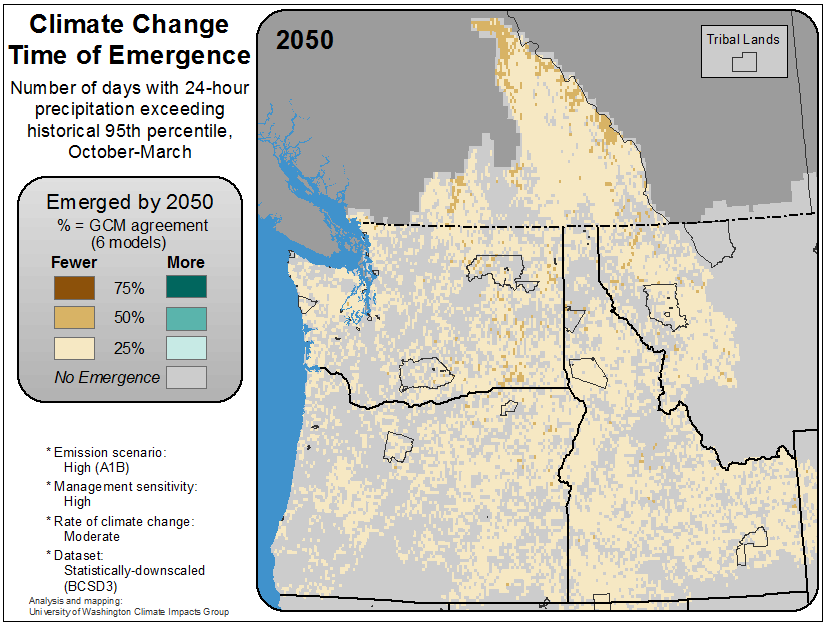 Climate Change
Time of Emergence
Number of days with 24-hour
precipitation exceeding
historical 95th percentile,
October-March
Emerged by 2050
% = GCM agreement
(6 models)
Fewer More
75%
50%
25%
No Emergence
* Emission scenario:
High (A1B)
* Management sensitivity:
High
* Rate of climate change:
Moderate
* Dataset:
Statistically-downscaled
(BCSD3)
Analysis and mapping:
University of Washington Climate Impacts Group
2050
Tribal Lands